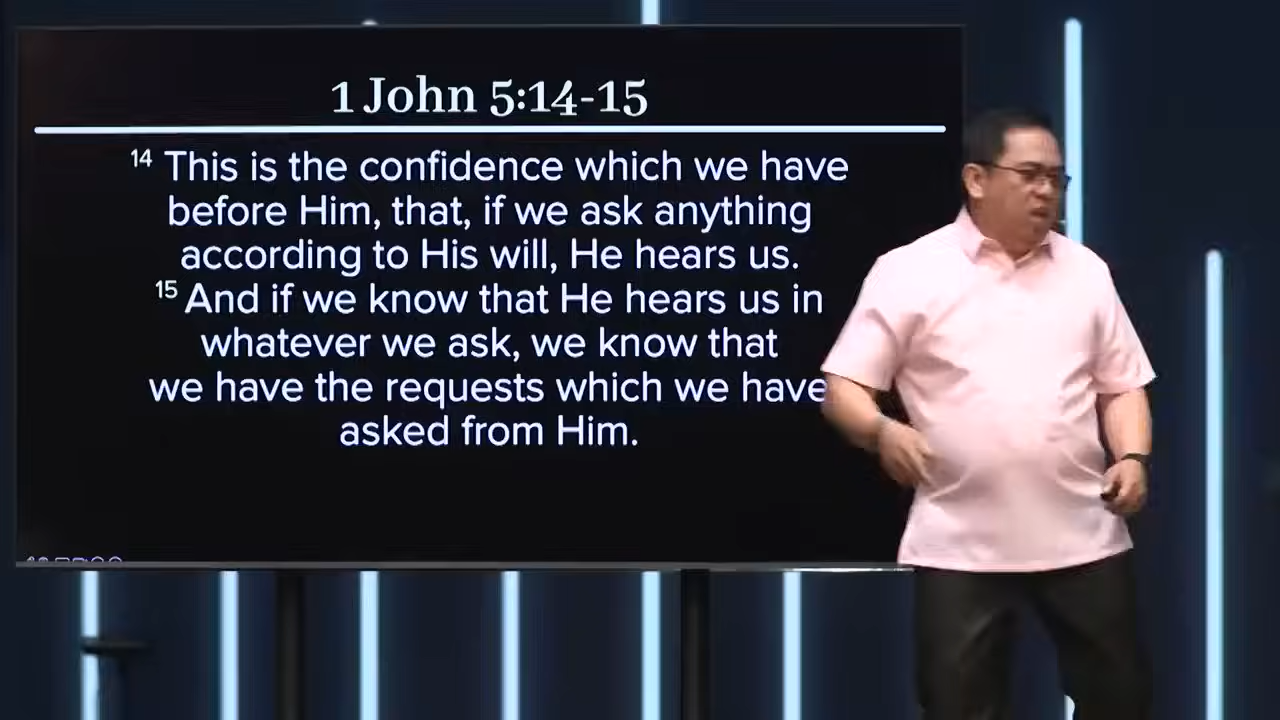 1 John 5:14-15
14 This is the confidence which we have
before Him, that, if we ask anything
according to His will, He hears us.
15 And if we know that He hears us in
whatever we ask, we know that
we have the requests which we have
asked from Him.